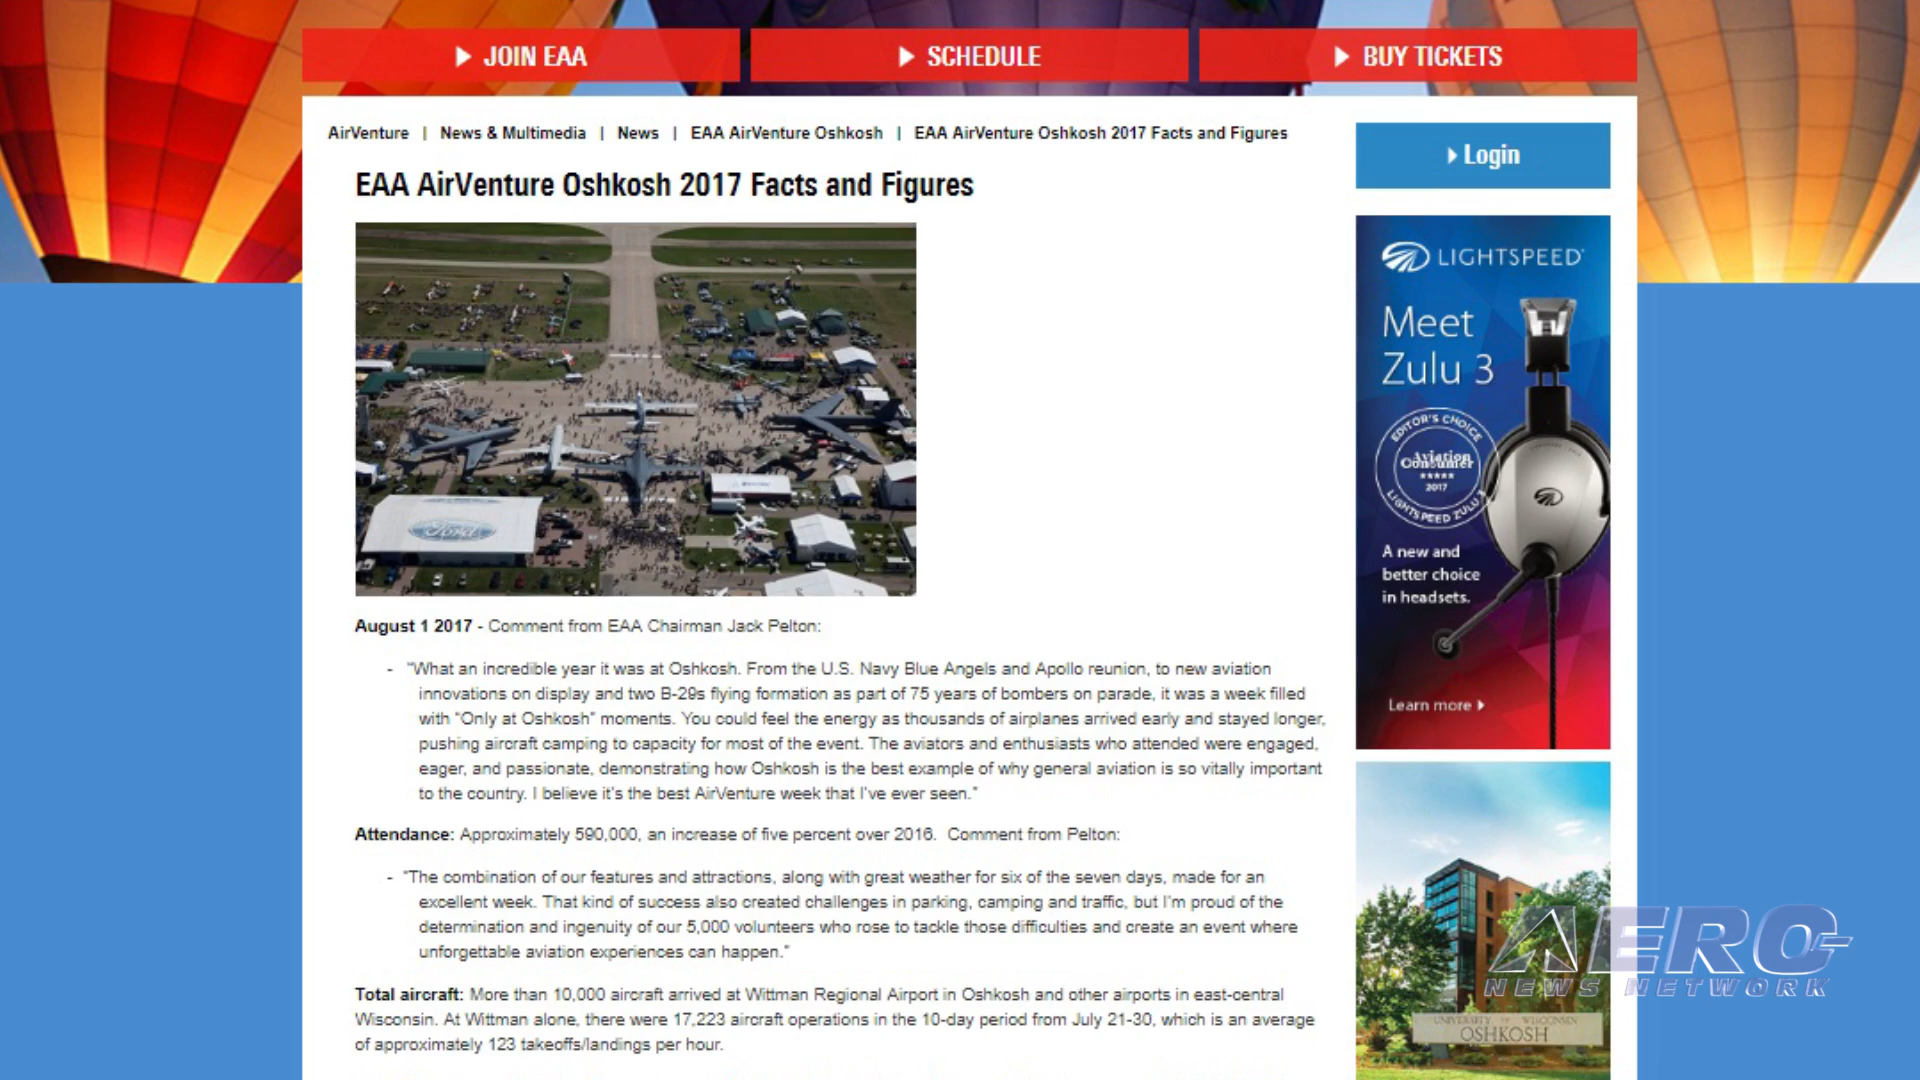 JOIN EAA
SCHEDULE
BUY TICKETS
AirVenture | News & Multimedia | News | EAA AirVenture Oshkosh | EAA AirVenture Oshkosh 2017 Facts and Figures
Login
EAA AirVenture Oshkosh 2017 Facts and Figures
Ford
August 1 2017 - Comment from EAA Chairman Jack Pelton:
- "What an incredible year it was at Oshkosh. From the U.S. Navy Blue Angels and Apollo reunion, to new aviation
innovations on display and two B-29s flying formation as part of 75 years of bombers on parade, it was a week filled
with "Only at Oshkosh" moments. You could feel the energy as thousands of airplanes arrived early and stayed longer,
pushing aircraft camping to capacity for most of the event. The aviators and enthusiasts who attended were engaged,
eager, and passionate, demonstrating how Oshkosh is the best example of why general aviation is so vitally important
to the country. I believe it's the best AirVenture week that I've ever seen."
Attendance: Approximately 590,000, an increase of five percent over 2016. Comment from Pelton:
- "The combination of our features and attractions, along with great weather for six of the seven days, made for an
excellent week. That kind of success also created challenges in parking, camping and traffic, but I'm proud of the
determination and ingenuity of our 5,000 volunteers who rose to tackle those difficulties and create an event where
unforgettable aviation experiences can happen."
Total aircraft: More than 10,000 aircraft arrived at Wittman Regional Airport in Oshkosh and other airports in east-central
Wisconsin. At Wittman alone, there were 17,223 aircraft operations in the 10-day period from July 21-30, which is an average
of approximately 123 takeoffs/landings per hour.
LIGHTSPEED
Meet
Zulu 3
EDITOR'S CHOICE
Aviation
Consumer
★★★★★
2017
LIGHTSPEED ZULU 3
A new and
better choice
in headsets.
Learn more
AERO-
NEWS NETWORK
UNIVERSITY OF WISCONSIN
OSHKOSH